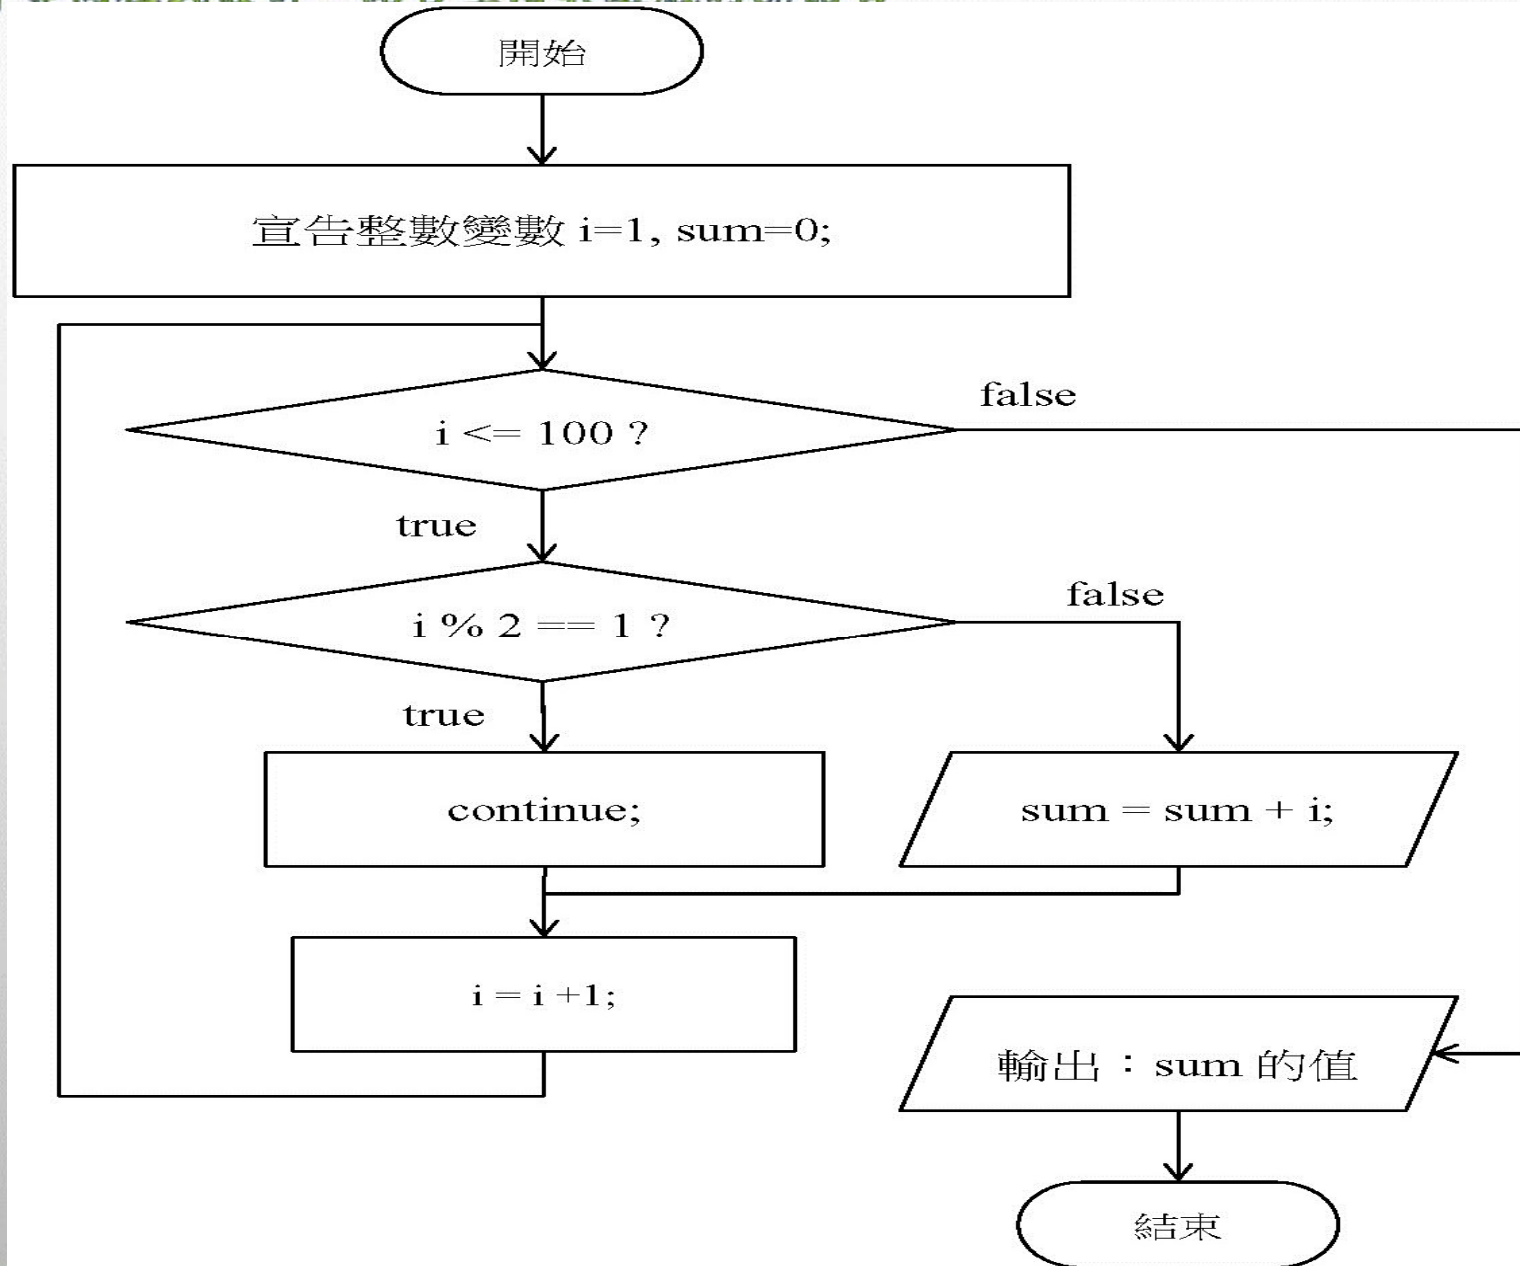 開始
宣告整數變數 i=1, sum=0;
i <= 100 ?
false
true
i % 2 == 1 ?
false
true
continue;
sum = sum + i;
i = i +1;
輸出：sum 的值
結束